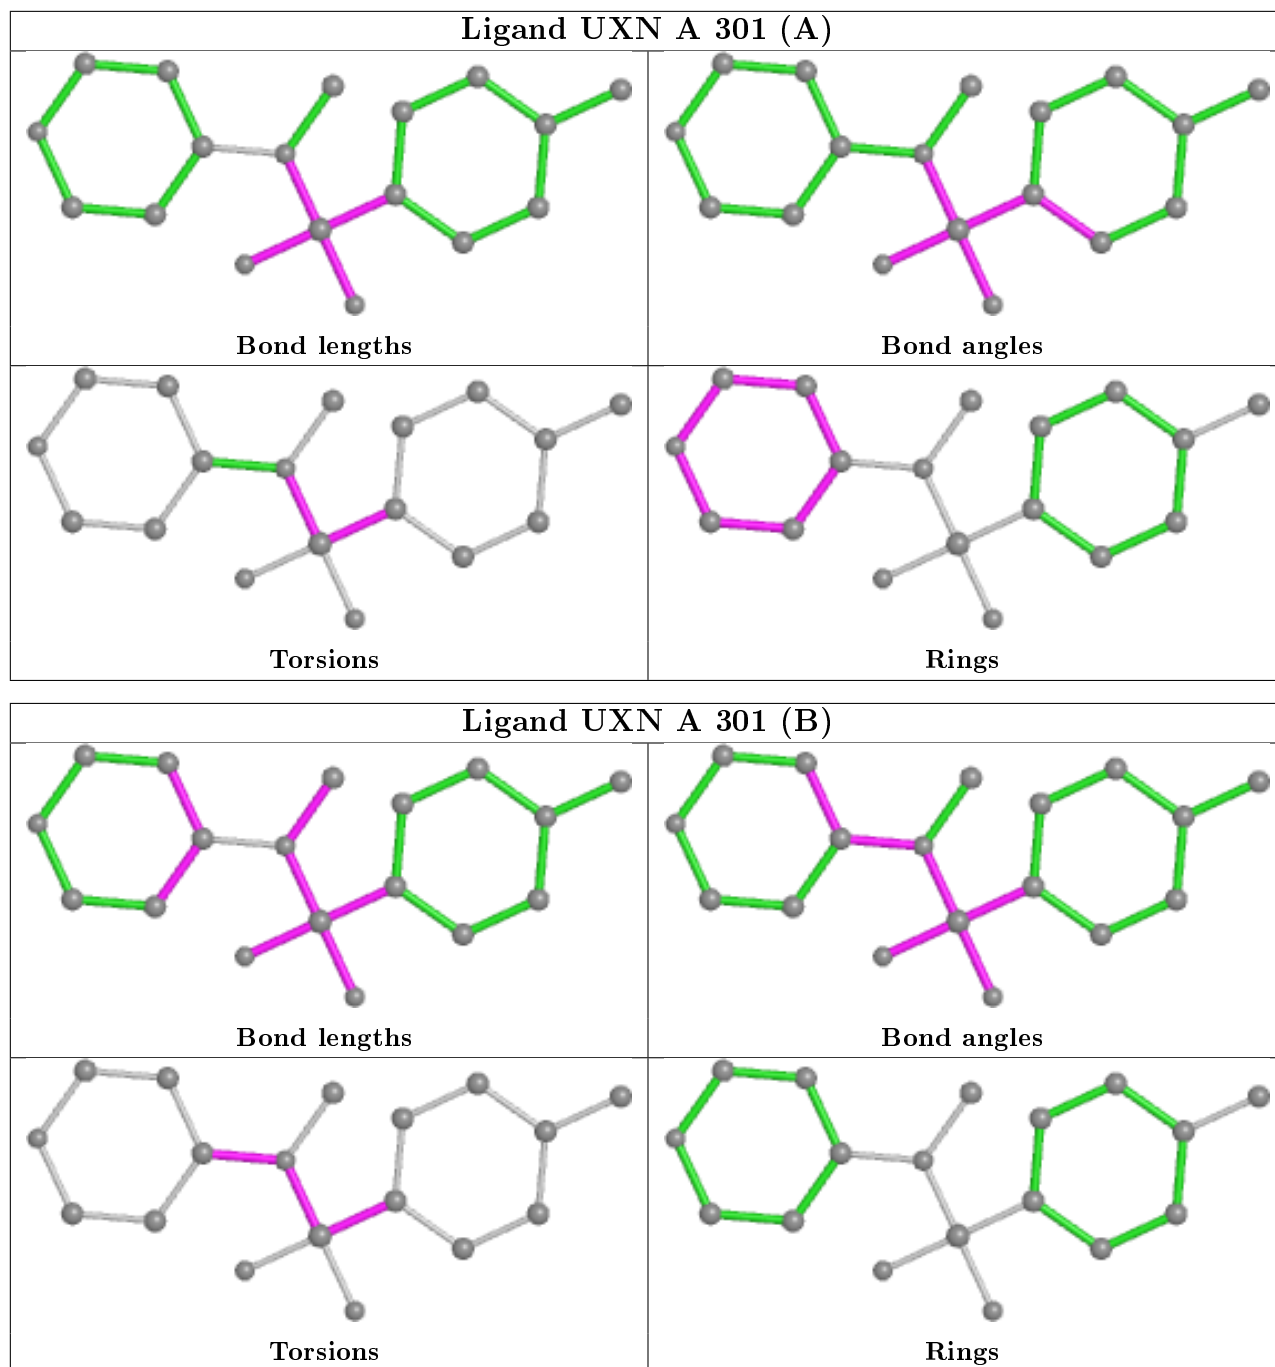 Ligand UXN A 301 (A)
Bond lengths
Bond angles
Torsions
Rings
Ligand UXN A 301 (B)
Bond lengths
Bond angles
Torsions
Rings